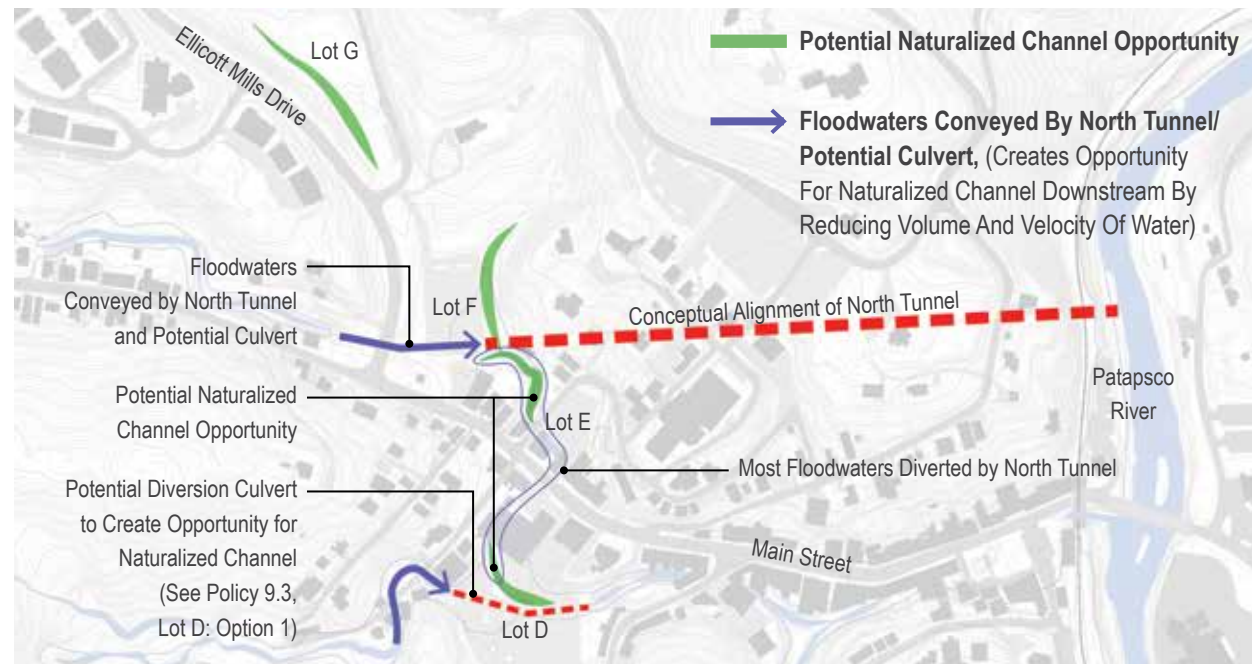 Ellicott Mills Drive
Lot G
Potential Naturalized Channel Opportunity
Floodwaters Conveyed By North Tunnel/
Potential Culvert, (Creates Opportunity
For Naturalized Channel Downstream By
Reducing Volume And Velocity Of Water)
Floodwaters
Conveyed by North Tunnel
and Potential Culvert
Lot F
Conceptual Alignment of North Tunnel
Patapsco
River
Potential Naturalized
Channel Opportunity
Lot E
Most Floodwaters Diverted by North Tunnel
Potential Diversion Culvert
to Create Opportunity for
Naturalized Channel
(See Policy 9.3,
Lot D: Option 1)
Main Street
Lot D